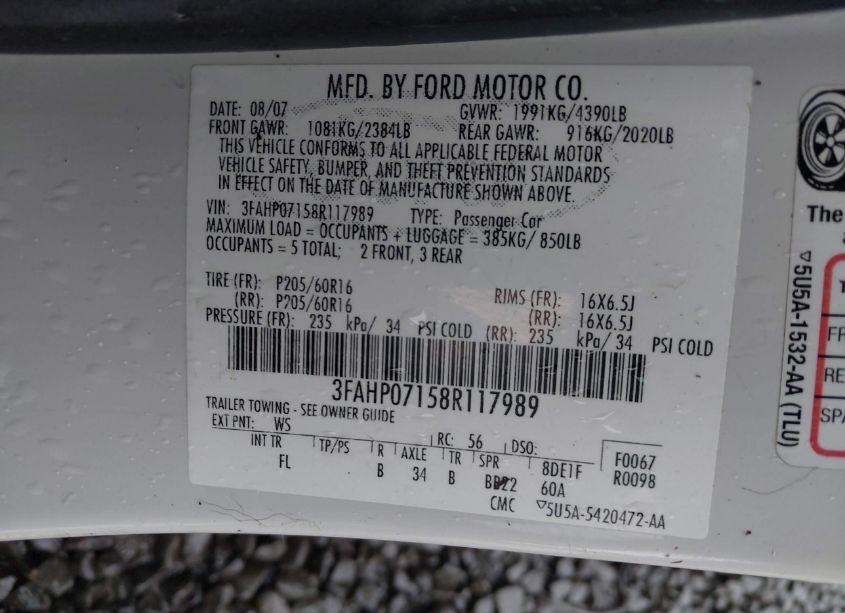 MFD. BY FORD MOTOR CO.
DATE: 08/07 GVWR: 1991KG/4390LB
FRONT GAWR: 1081KG/2384LB REAR GAWR: 916KG/2020LB
THIS VEHICLE CONFORMS TO ALL APPLICABLE FEDERAL MOTOR
VEHICLE SAFETY, BUMPER, AND THEFT PREVENTION STANDARDS
IN EFFECT ON THE DATE OF MANUFACTURE SHOWN ABOVE.
VIN: 3FAHP07158R117989 TYPE: Passenger Car
MAXIMUM LOAD = OCCUPANTS + LUGGAGE = 385KG/ 850LB
OCCUPANTS = 5 TOTAL; 2 FRONT, 3 REAR
TIRE (FR): P205/60R16 RIMS (FR): 16X6.5J
(RR): P205/60R16 (RR): 16X6.5J
PRESSURE (FR): 235 kPa/ 34 PSI COLD (RR): 235 kPa/ 34 PSI COLD
3FAHP07158R117989
TRAILER TOWING - SEE OWNER GUIDE
EXT PNT: WS RC: 56 DSO: F0067
INT TR TP/PS R AXLE TR SPR 8DE1F R0098
FL B 34 B BB22 60A
CMC ▽5U5A-5420472-AA
The
▽5U5A-1532-AA (TLU)
FR
RE
SPA